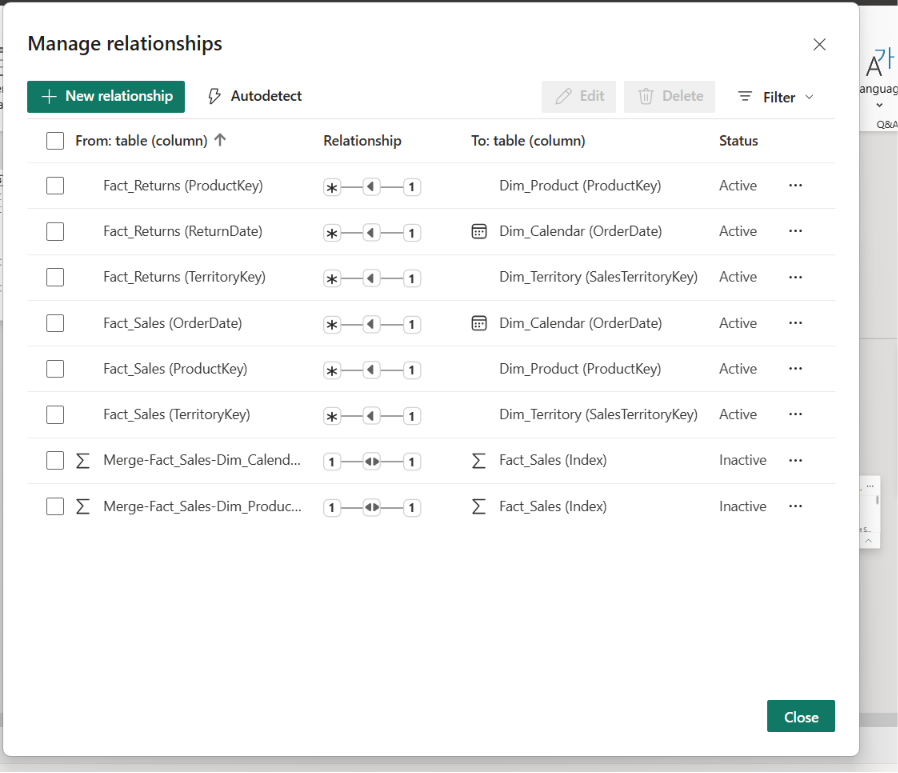 Manage relationships
New relationship Autodetect Edit Delete Filter
From: table (column) Relationship To: table (column) Status
Fact_Returns (ProductKey) * 1 Dim_Product (ProductKey) Active ...
Fact_Returns (ReturnDate) * 1 Dim_Calendar (OrderDate) Active ...
Fact_Returns (TerritoryKey) * 1 Dim_Territory (SalesTerritoryKey) Active ...
Fact_Sales (OrderDate) * 1 Dim_Calendar (OrderDate) Active ...
Fact_Sales (ProductKey) * 1 Dim_Product (ProductKey) Active ...
Fact_Sales (TerritoryKey) * 1 Dim_Territory (SalesTerritoryKey) Active ...
Σ Merge-Fact_Sales-Dim_Calend... 1 1 Σ Fact_Sales (Index) Inactive ...
Σ Merge-Fact_Sales-Dim_Produc... 1 1 Σ Fact_Sales (Index) Inactive ...
Close
A가
anguag
Q&A